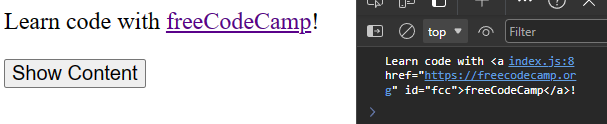 Learn code with freeCodeCamp!
Show Content
top
Filter
Learn code with <a index.js:8
href="https://freecodecamp.or
g" id="fcc">freeCodeCamp</a>!